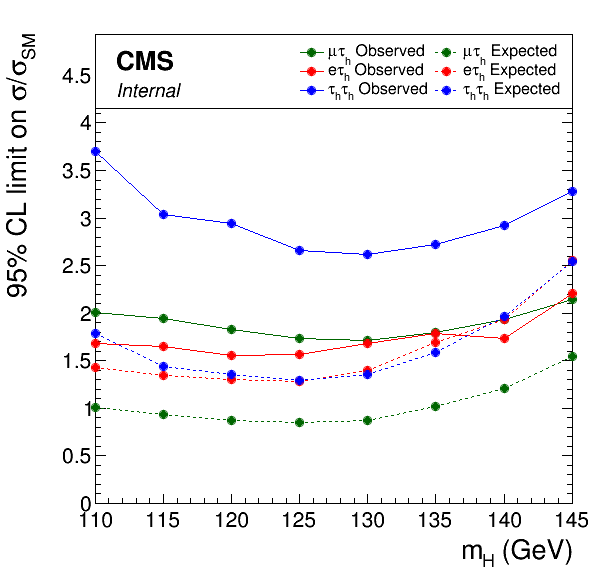 CMS
Internal
μτh Observed
μτh Expected
eτh Observed
eτh Expected
τhτh Observed
τhτh Expected
95% CL limit on σ/σSM
4.5
4
3.5
3
2.5
2
1.5
1
0.5
0
110 115 120 125 130 135 140 145
mH (GeV)